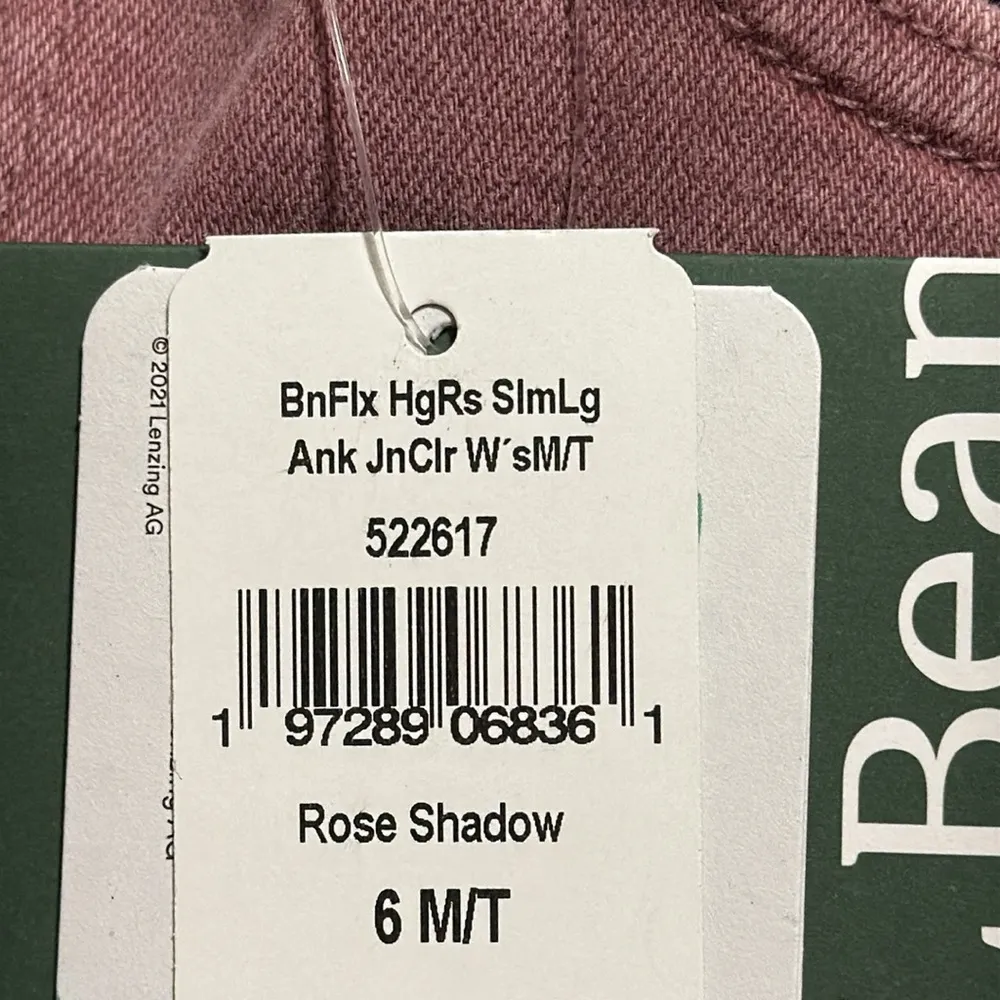 BnFlx HgRs SlmLg
Ank JnClr W´sM/T
522617
1 97289 06836 1
Rose Shadow
6 M/T
© 2021 Lenzing AG
Bean